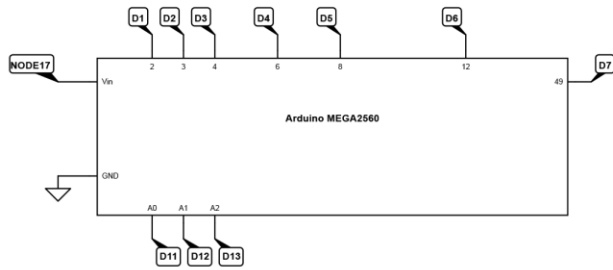 D1 D2 D3 D4 D5 D6
NODE17 Vin 2 3 4 6 8 12 49 D7
Arduino MEGA2560
GND
A0 A1 A2
D11 D12 D13